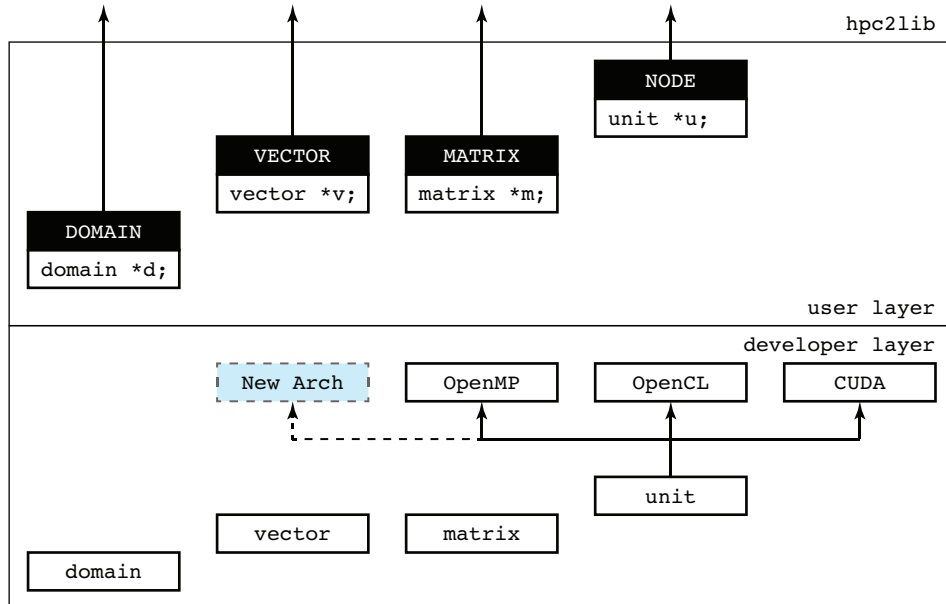 hpc2lib
NODE
unit *u;
VECTOR
MATRIX
vector *v;
matrix *m;
DOMAIN
domain *d;
user layer
developer layer
New Arch
OpenMP
OpenCL
CUDA
unit
vector
matrix
domain